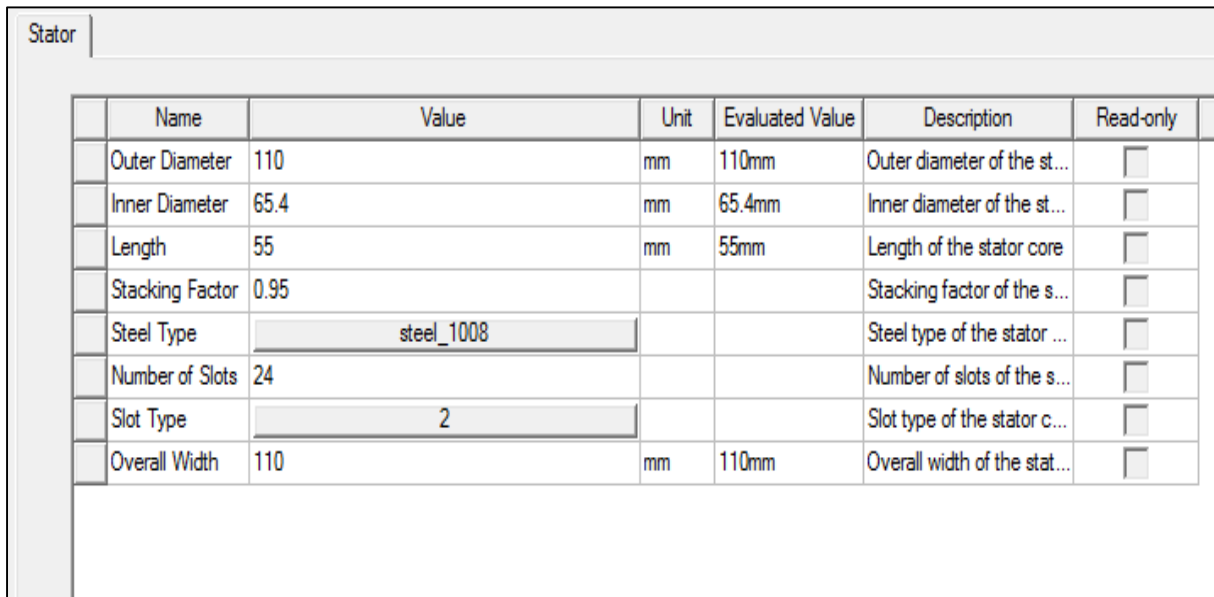 Stator
Name Value Unit Evaluated Value Description Read-only
Outer Diameter 110 mm 110mm Outer diameter of the st...
Inner Diameter 65.4 mm 65.4mm Inner diameter of the st...
Length 55 mm 55mm Length of the stator core
Stacking Factor 0.95 Stacking factor of the s...
Steel Type steel_1008 Steel type of the stator ...
Number of Slots 24 Number of slots of the s...
Slot Type 2 Slot type of the stator c...
Overall Width 110 mm 110mm Overall width of the stat...